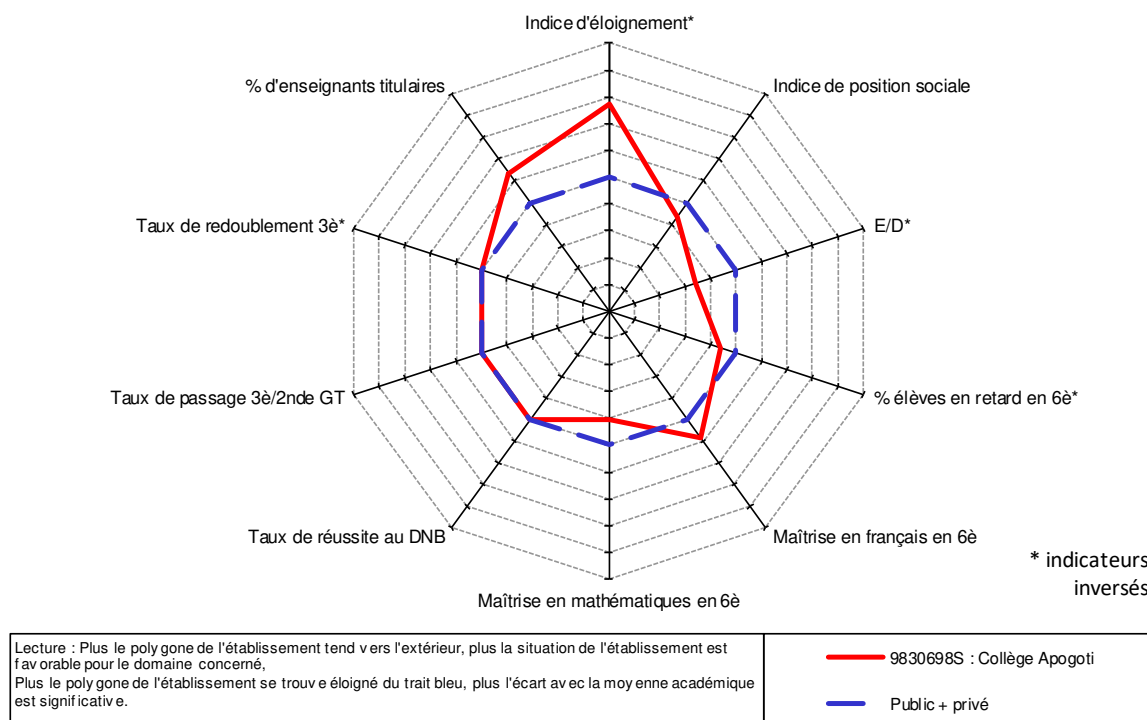 Indice d'éloignement*
% d'enseignants titulaires
Indice de position sociale
Taux de redoublement 3è*
E/D*
Taux de passage 3è/2nde GT
% élèves en retard en 6è*
Taux de réussite au DNB
Maîtrise en français en 6è
Maîtrise en mathématiques en 6è
* indicateurs
inversés
Lecture : Plus le polygone de l'établissement tend vers l'extérieur, plus la situation de l'établissement est
favorable pour le domaine concerné,
Plus le polygone de l'établissement se trouve éloigné du trait bleu, plus l'écart avec la moyenne académique
est significative.
9830698S : Collège Apogoti
Public + privé